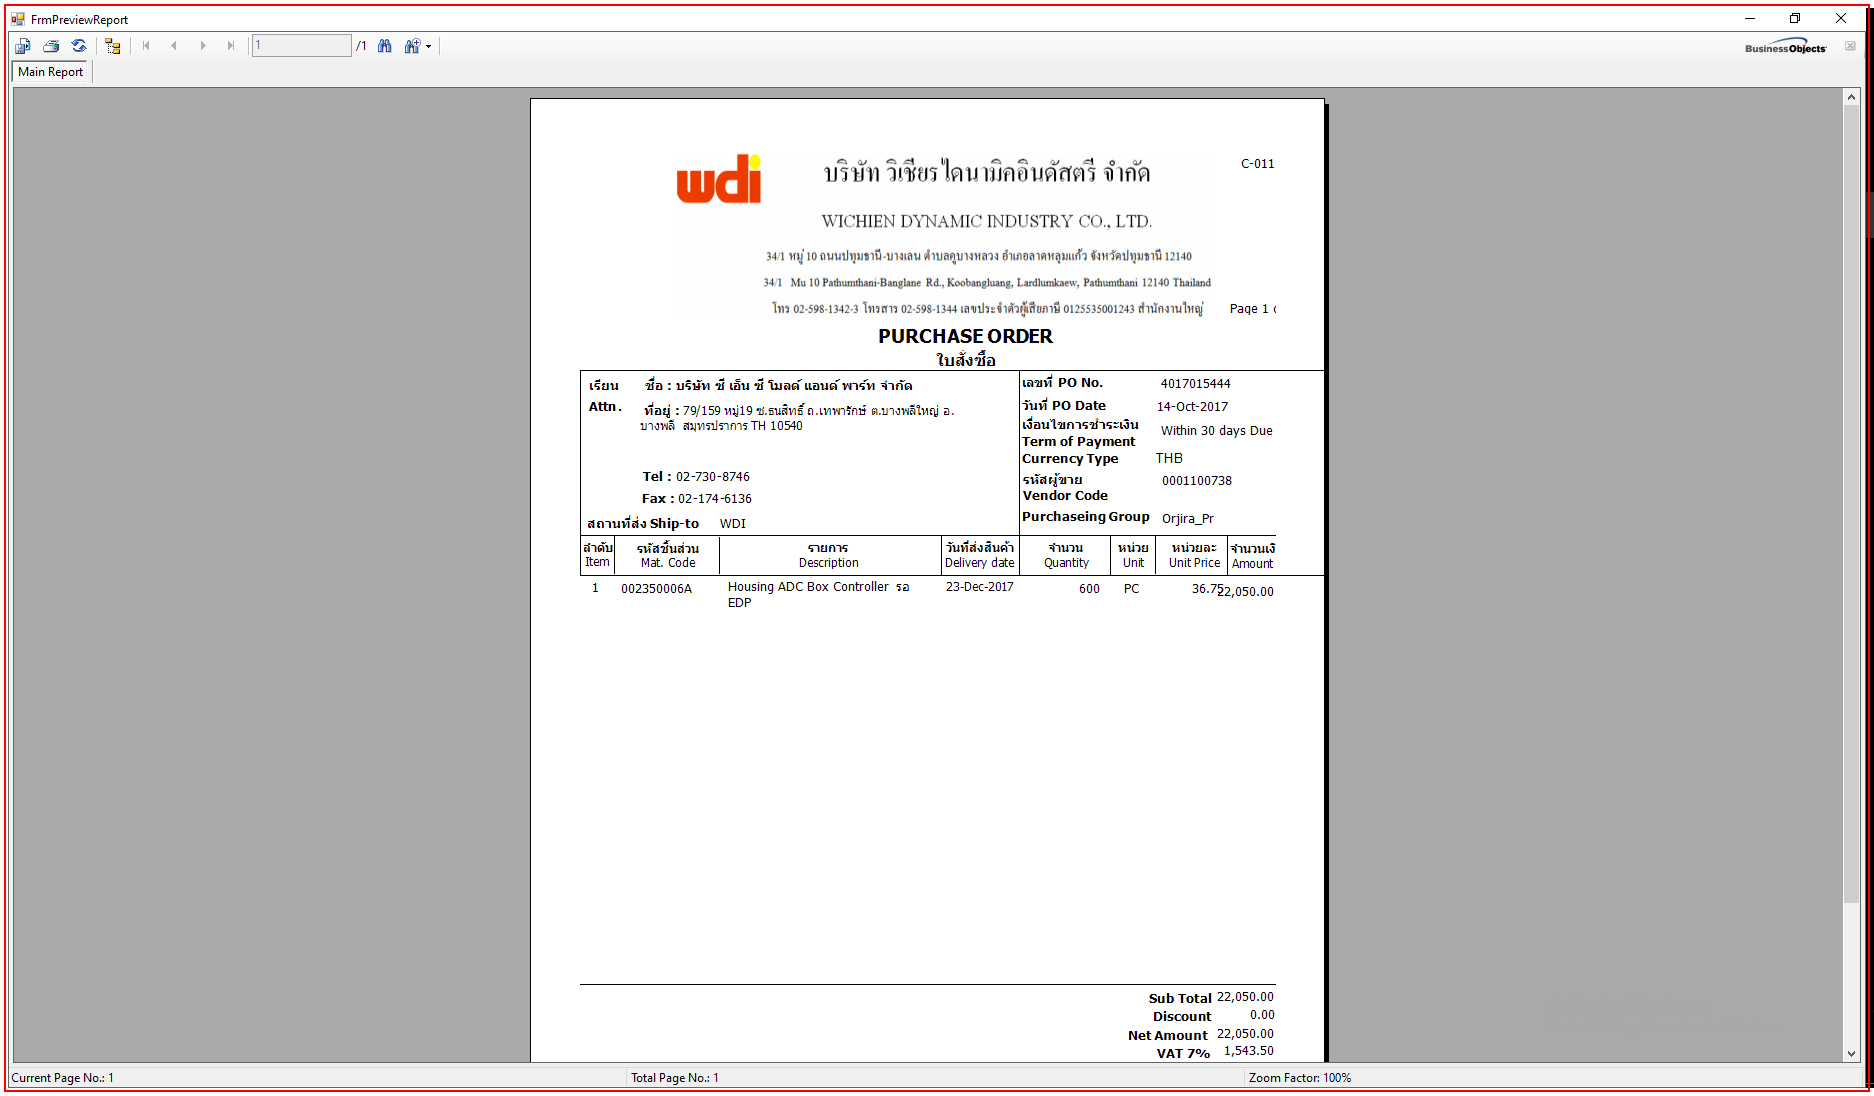 FrmPreviewReport
1 /1
BusinessObjects
Main Report
wdi
บริษัท วิเชียรไดนามิคอินดัสตรี จำกัด
C-011
WICHIEN DYNAMIC INDUSTRY CO., LTD.
34/1 หมู่ 10 ถนนปทุมธานี-บางเลน ตำบลคูบางหลวง อำเภอลาดหลุมแก้ว จังหวัดปทุมธานี 12140
34/1 Mu 10 Pathumthani-Banglane Rd., Koobangluang, Lardlumkaew, Pathumthani 12140 Thailand
โทร 02-598-1342-3 โทรสาร 02-598-1344 เลขประจำตัวผู้เสียภาษี 0125535001243 สำนักงานใหญ่
Page 1
PURCHASE ORDER
ใบสั่งซื้อ
เรียน ชื่อ : บริษัท ซี เอ็น ซี โมลด์ แอนด์ พาร์ท จำกัด
Attn. ที่อยู่ : 79/159 หมู่19 ซ.ธนสิทธิ์ ถ.เทพารักษ์ ต.บางพลีใหญ่ อ.
บางพลี สมุทรปราการ TH 10540
Tel : 02-730-8746
Fax : 02-174-6136
สถานที่ส่ง Ship-to WDI
เลขที่ PO No. 4017015444
วันที่ PO Date 14-Oct-2017
เงื่อนไขการชำระเงิน
Term of Payment Within 30 days Due
Currency Type THB
รหัสผู้ขาย 0001100738
Vendor Code
Purchaseing Group Orjira_Pr
ลำดับ รหัสชิ้นส่วน รายการ วันที่ส่งสินค้า จำนวน หน่วย หน่วยละ จำนวนเงิ
Item Mat. Code Description Delivery date Quantity Unit Unit Price Amount
1 002350006A Housing ADC Box Controller รอ 23-Dec-2017 600 PC 36.75 22,050.00
EDP
Sub Total 22,050.00
Discount 0.00
Net Amount 22,050.00
VAT 7% 1,543.50
Current Page No.: 1 Total Page No.: 1 Zoom Factor: 100%